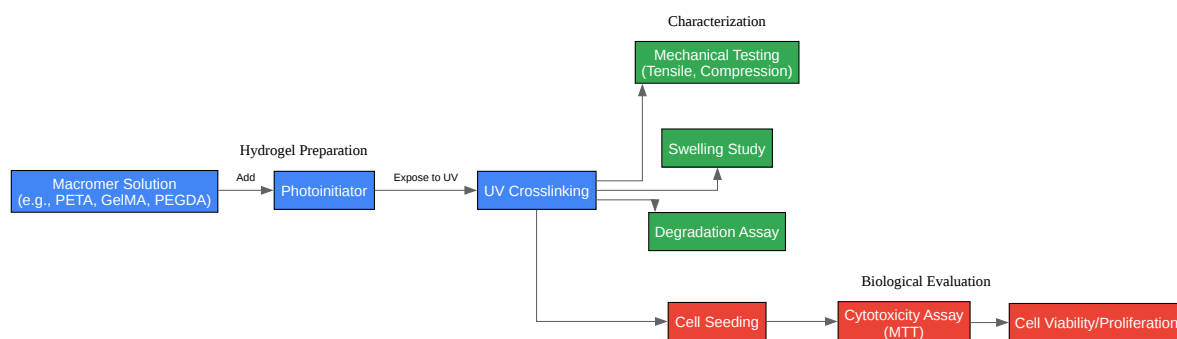 Characterization
Mechanical Testing
(Tensile, Compression)
Hydrogel Preparation
Swelling Study
Macromer Solution
(e.g., PETA, GelMA, PEGDA)
Add
Photoinitiator
Expose to UV
UV Crosslinking
Degradation Assay
Biological Evaluation
Cell Seeding
Cytotoxicity Assay
(MTT)
Cell Viability/Proliferation